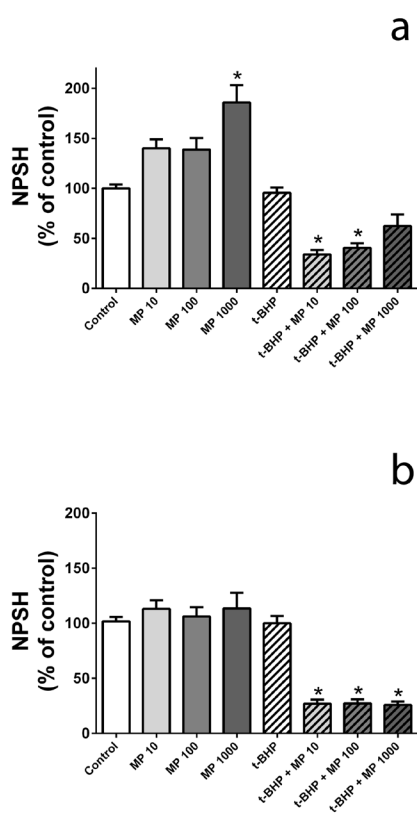 a
NPSH
(% of control)
200
150
100
50
0
*
*
*
Control
MP 10
MP 100
MP 1000
t-BHP
t-BHP + MP 10
t-BHP + MP 100
t-BHP + MP 1000
b
NPSH
(% of control)
200
150
100
50
0
*
*
*
Control
MP 10
MP 100
MP 1000
t-BHP
t-BHP + MP 10
t-BHP + MP 100
t-BHP + MP 1000